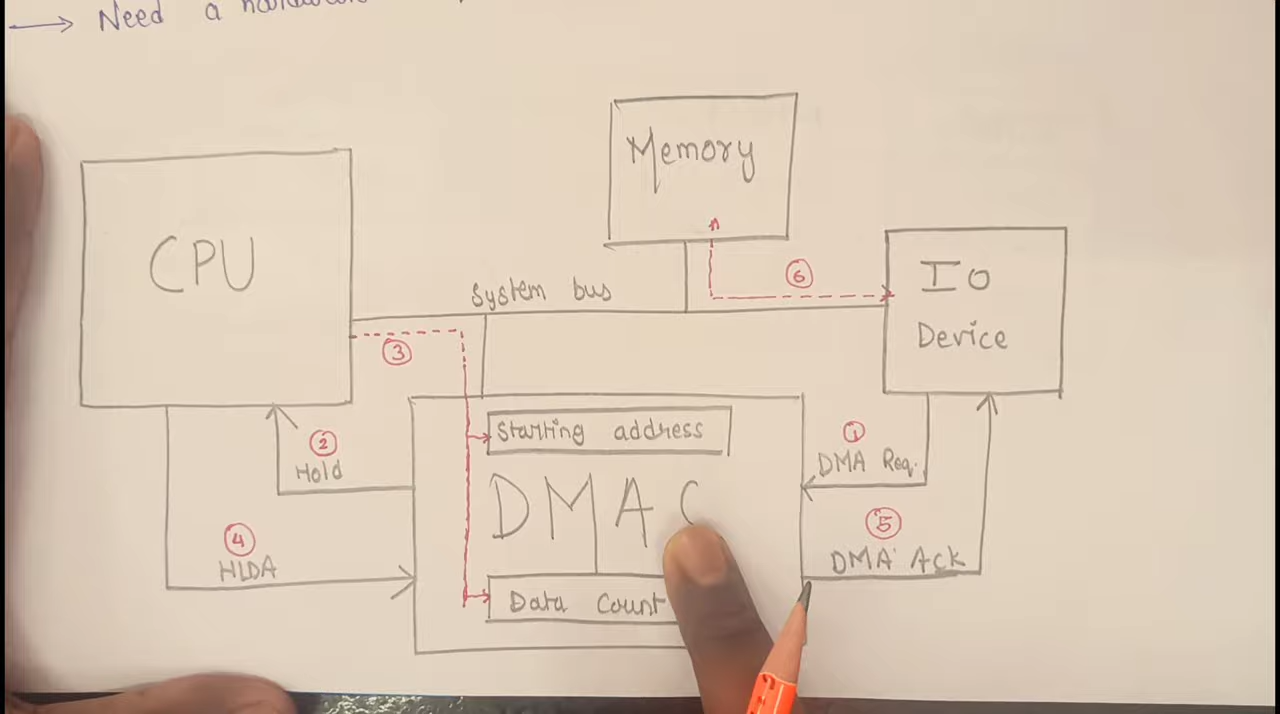 Need a
Memory
CPU
Io
Device
System bus
⑥
③
Starting address
②
Hold
①
DMA Req.
DMAC
④
HLDA
⑤
DMA Ack
Data Count